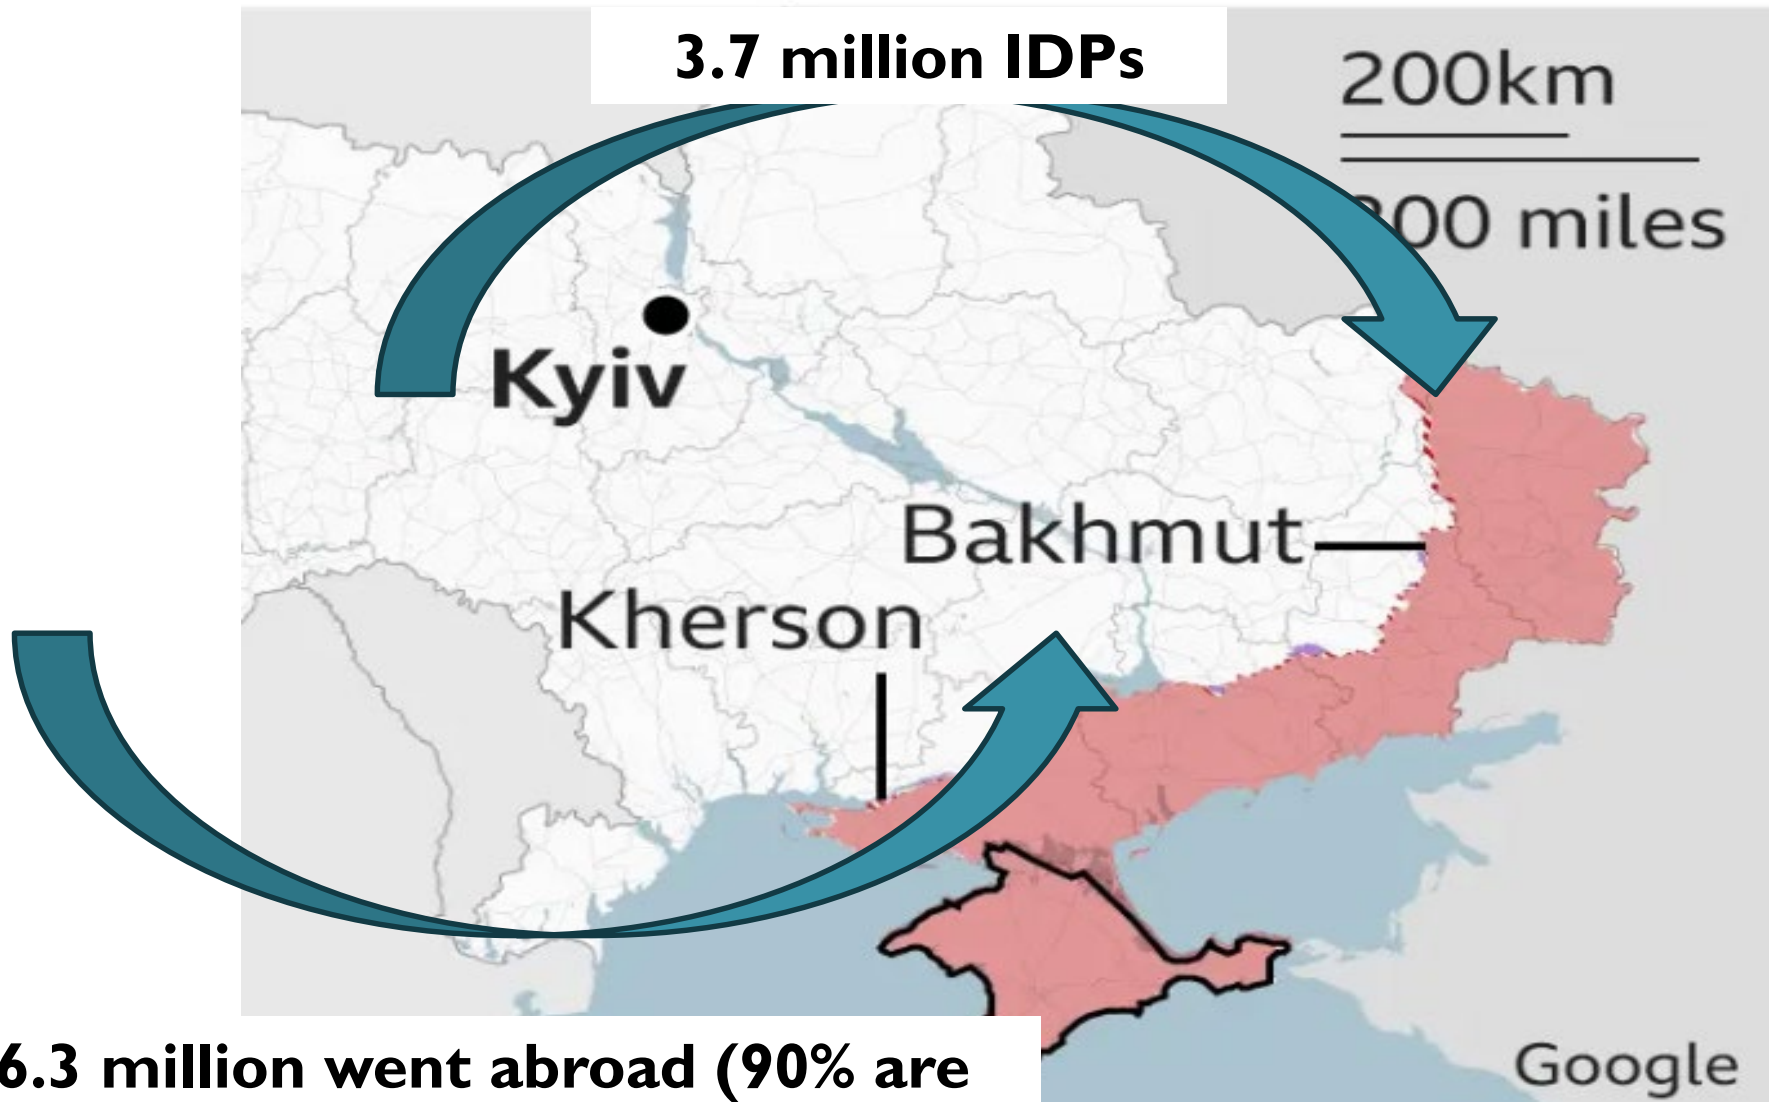 3.7 million IDPs
200km
00 miles
Kyiv
Bakhmut
Kherson
6.3 million went abroad (90% are
Google